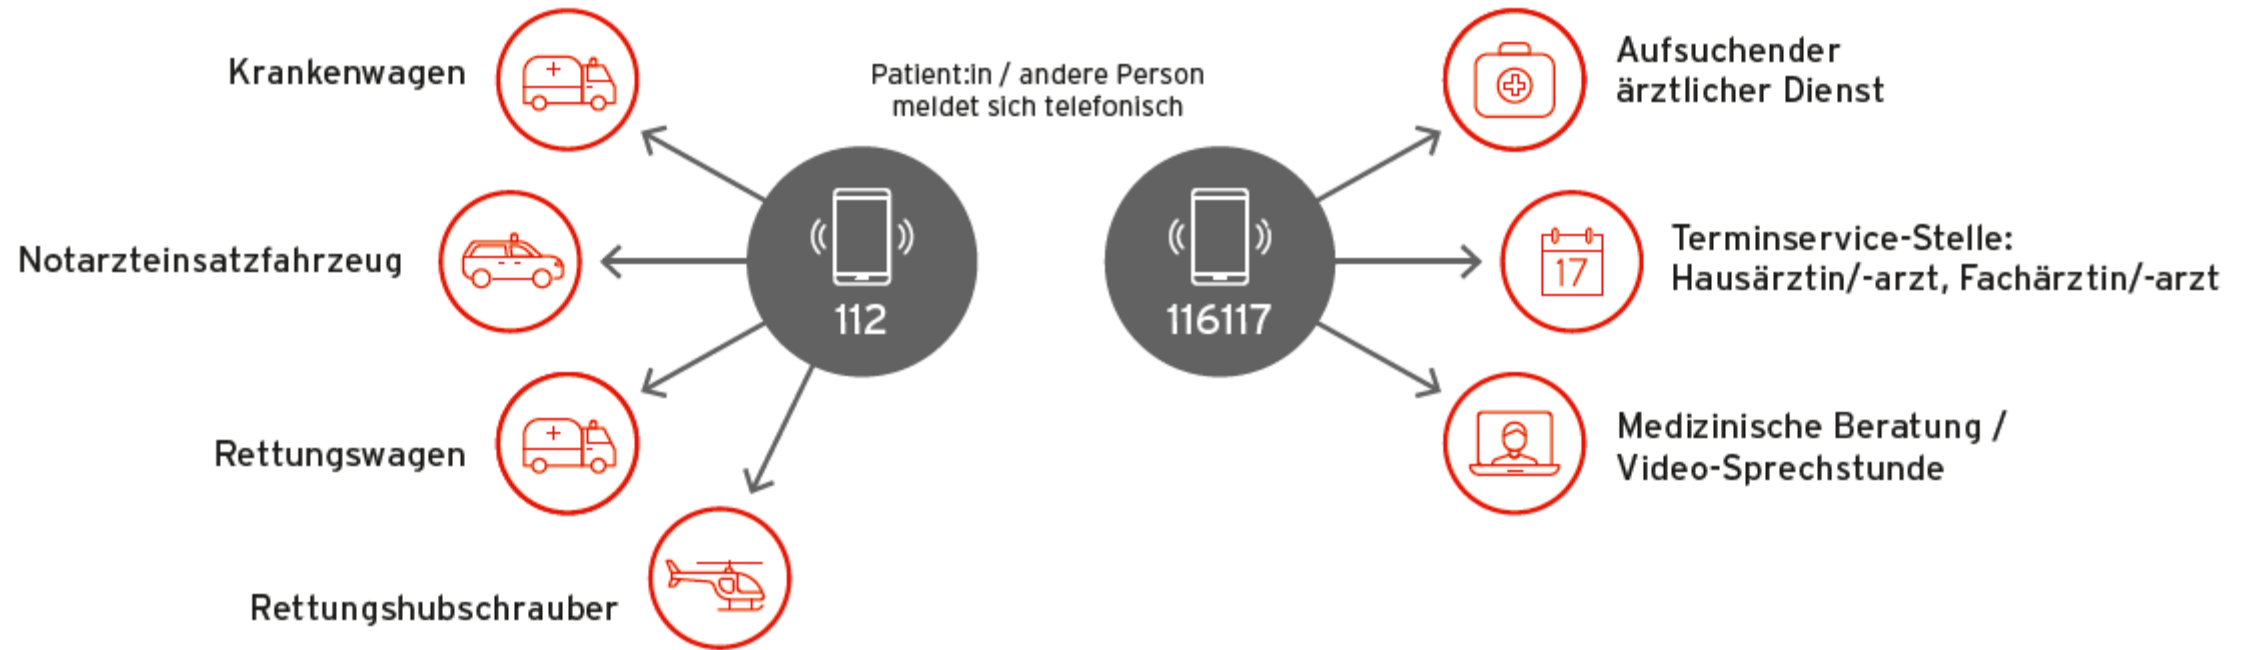 Krankenwagen
Notarzteinsatzfahrzeug
Rettungswagen
Rettungshubschrauber
Patient:in / andere Person
meldet sich telefonisch
112
116117
Aufsuchender
ärztlicher Dienst
17
Terminservice-Stelle:
Hausärztin/-arzt, Fachärztin/-arzt
Medizinische Beratung /
Video-Sprechstunde